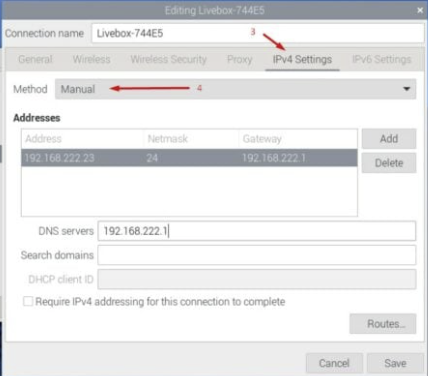 Editing Livebox-744E5
Connection name Livebox-744E5 3
General Wireless Wireless Security Proxy IPv4 Settings IPv6 Settings
Method Manual 4
Addresses
Address Netmask Gateway Add
192.168.222.23 24 192.168.222.1 Delete
DNS servers 192.168.222.1
Search domains
DHCP client ID
Require IPv4 addressing for this connection to complete
Routes...
Cancel Save